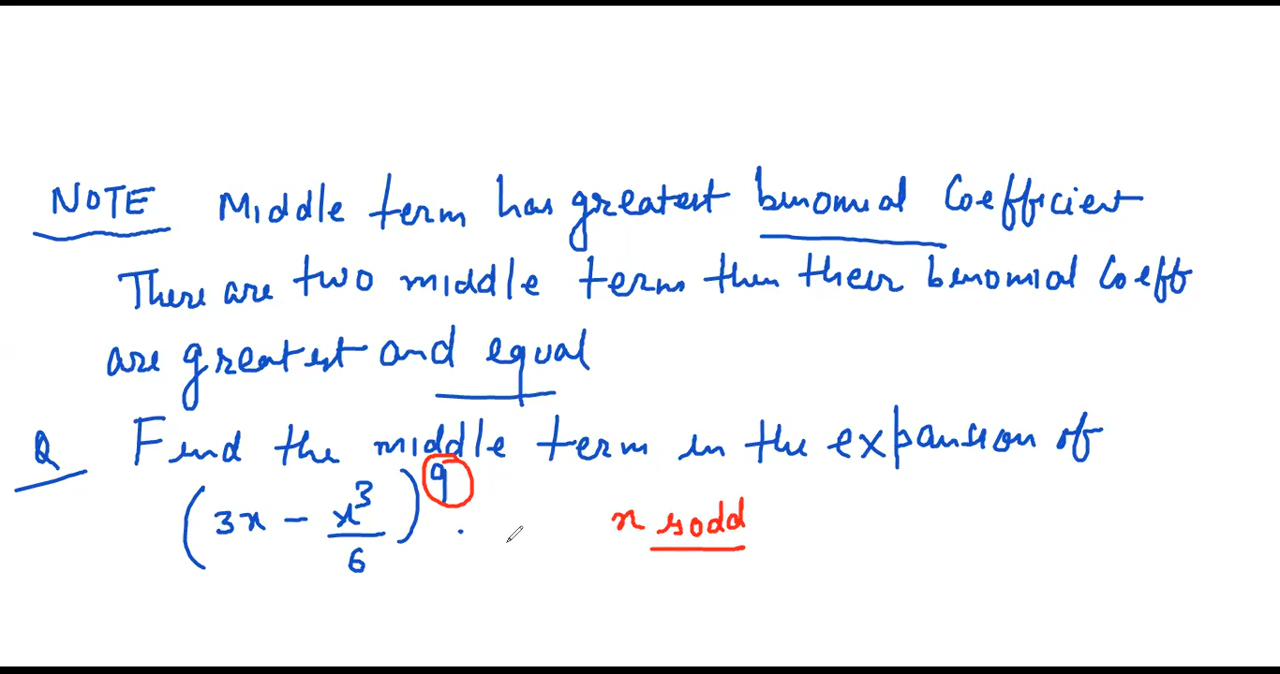 NOTE Middle term has greatest binomial Coefficient
There are two middle terms then their binomial Coeff
are greatest and equal
Q Find the middle term in the expansion of
(3x - x³/6)⁹ . n is odd